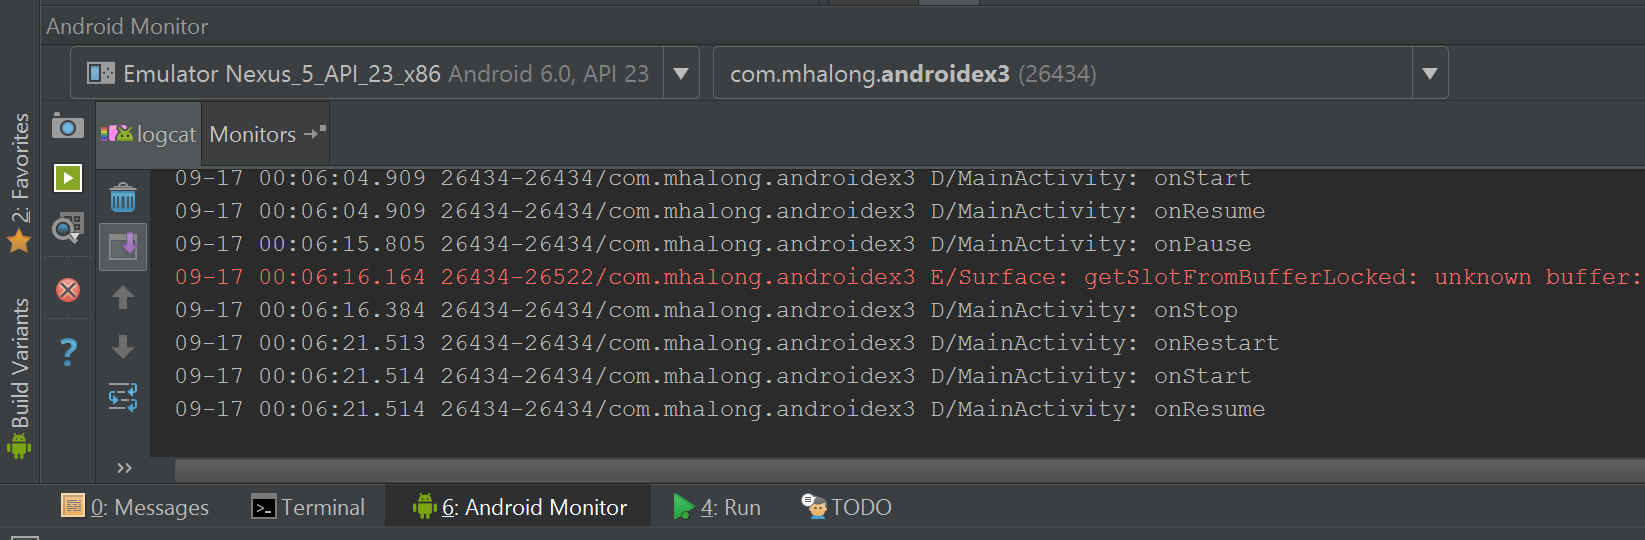 Android Monitor
Emulator Nexus_5_API_23_x86 Android 6.0, API 23
com.mhalong.androidex3 (26434)
logcat
Monitors
2: Favorites
Build Variants
09-17 00:06:04.909 26434-26434/com.mhalong.androidex3 D/MainActivity: onStart
09-17 00:06:04.909 26434-26434/com.mhalong.androidex3 D/MainActivity: onResume
09-17 00:06:15.805 26434-26434/com.mhalong.androidex3 D/MainActivity: onPause
09-17 00:06:16.164 26434-26522/com.mhalong.androidex3 E/Surface: getSlotFromBufferLocked: unknown buffer:
09-17 00:06:16.384 26434-26434/com.mhalong.androidex3 D/MainActivity: onStop
09-17 00:06:21.513 26434-26434/com.mhalong.androidex3 D/MainActivity: onRestart
09-17 00:06:21.514 26434-26434/com.mhalong.androidex3 D/MainActivity: onStart
09-17 00:06:21.514 26434-26434/com.mhalong.androidex3 D/MainActivity: onResume
0: Messages
Terminal
6: Android Monitor
4: Run
TODO